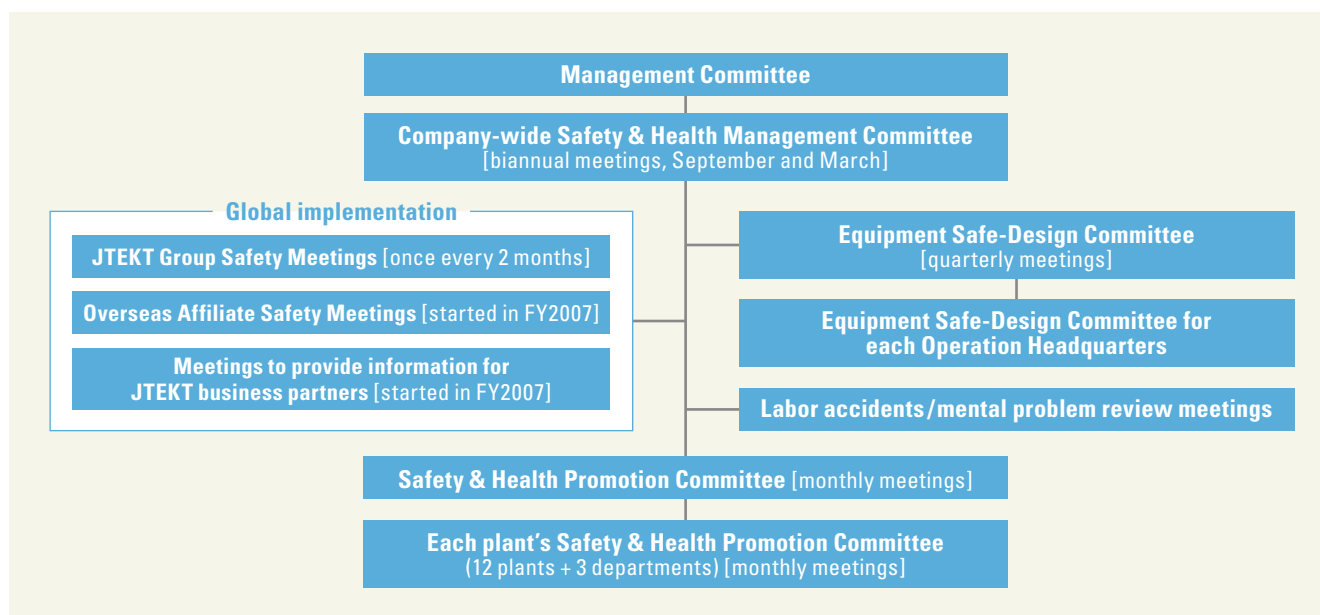 Management Committee
Company-wide Safety & Health Management Committee
[biannual meetings, September and March]
Global implementation
JTEKT Group Safety Meetings [once every 2 months]
Overseas Affiliate Safety Meetings [started in FY2007]
Meetings to provide information for
JTEKT business partners [started in FY2007]
Equipment Safe-Design Committee
[quarterly meetings]
Equipment Safe-Design Committee for
each Operation Headquarters
Labor accidents/mental problem review meetings
Safety & Health Promotion Committee [monthly meetings]
Each plant's Safety & Health Promotion Committee
(12 plants + 3 departments) [monthly meetings]